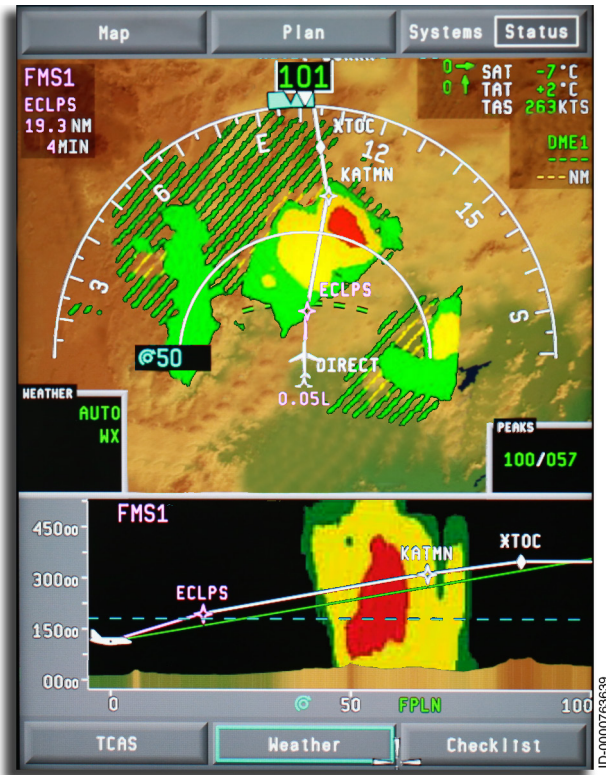 Map Plan Systems Status
FMS1
ECLPS
19.3 NM
4MIN
101
0 SAT -7°C
0 TAT +2°C
TAS 263KTS
DME1
----
---NM
XTOC
E
12
KATMN
6
15
3
S
ECLPS
50
DIRECT
0.05L
WEATHER
AUTO
WX
PEAKS
100/057
FMS1
45000
30000
15000
0000
ECLPS
KATMN
XTOC
0 50 FPLN 100
TCAS Weather Checklist
ID-0000763639